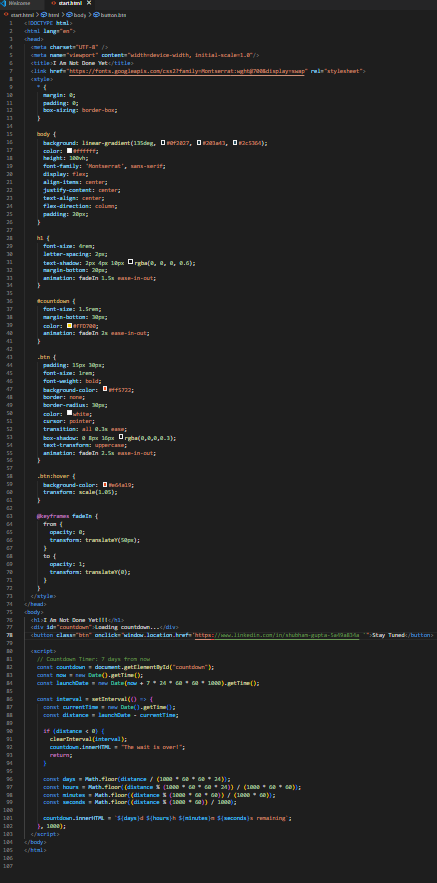 Welcome
start.html
start.html > html > body > button.btn
1 <!DOCTYPE html>
2 <html lang="en">
3 <head>
4 <meta charset="UTF-8" />
5 <meta name="viewport" content="width=device-width, initial-scale=1.0"/>
6 <title>I Am Not Done Yet</title>
7 <link href="https://fonts.googleapis.com/css2?family=Montserrat:wght@700&display=swap" rel="stylesheet">
8 <style>
9 * {
10 margin: 0;
11 padding: 0;
12 box-sizing: border-box;
13 }
14
15 body {
16 background: linear-gradient(135deg, #0f2027, #203a43, #2c5364);
17 color: #ffffff;
18 height: 100vh;
19 font-family: 'Montserrat', sans-serif;
20 display: flex;
21 align-items: center;
22 justify-content: center;
23 text-align: center;
24 flex-direction: column;
25 padding: 20px;
26 }
27
28 h1 {
29 font-size: 4rem;
30 letter-spacing: 2px;
31 text-shadow: 2px 4px 10px rgba(0, 0, 0, 0.6);
32 margin-bottom: 20px;
33 animation: fadeIn 1.5s ease-in-out;
34 }
35
36 #countdown {
37 font-size: 1.5rem;
38 margin-bottom: 30px;
39 color: #FFD700;
40 animation: fadeIn 2s ease-in-out;
41 }
42
43 .btn {
44 padding: 15px 30px;
45 font-size: 1rem;
46 font-weight: bold;
47 background-color: #ff5722;
48 border: none;
49 border-radius: 30px;
50 color: white;
51 cursor: pointer;
52 transition: all 0.3s ease;
53 box-shadow: 0 8px 16px rgba(0,0,0,0.3);
54 text-transform: uppercase;
55 animation: fadeIn 2.5s ease-in-out;
56 }
57
58 .btn:hover {
59 background-color: #e64a19;
60 transform: scale(1.05);
61 }
62
63 @keyframes fadeIn {
64 from {
65 opacity: 0;
66 transform: translateY(50px);
67 }
68 to {
69 opacity: 1;
70 transform: translateY(0);
71 }
72 }
73 </style>
74 </head>
75 <body>
76 <h1>I Am Not Done Yet!!!</h1>
77 <div id="countdown">Loading countdown...</div>
78 <button class="btn" onclick="window.location.href='https://www.linkedin.com/in/shubham-gupta-5a49a834a '">Stay Tuned</button>
79
80 <script>
81 // Countdown Timer: 7 days from now
82 const countdown = document.getElementById("countdown");
83 const now = new Date().getTime();
84 const launchDate = new Date(now + 7 * 24 * 60 * 60 * 1000).getTime();
85
86 const interval = setInterval(() => {
87 const currentTime = new Date().getTime();
88 const distance = launchDate - currentTime;
89
90 if (distance < 0) {
91 clearInterval(interval);
92 countdown.innerHTML = "The wait is over!";
93 return;
94 }
95
96 const days = Math.floor(distance / (1000 * 60 * 60 * 24));
97 const hours = Math.floor((distance % (1000 * 60 * 60 * 24)) / (1000 * 60 * 60));
98 const minutes = Math.floor((distance % (1000 * 60 * 60)) / (1000 * 60));
99 const seconds = Math.floor((distance % (1000 * 60)) / 1000);
100
101 countdown.innerHTML = `${days}d ${hours}h ${minutes}m ${seconds}s remaining`;
102 }, 1000);
103 </script>
104 </body>
105 </html>
106
107